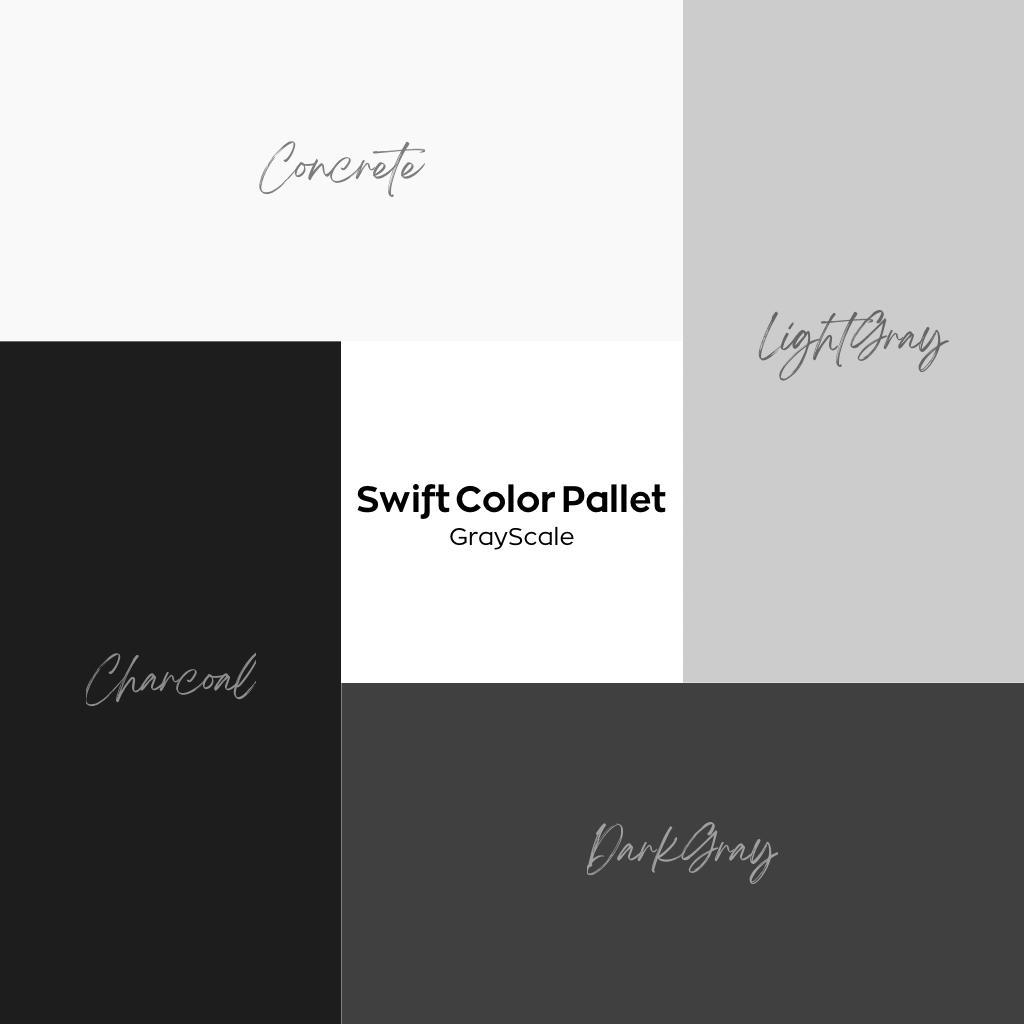 Concrete
LightGray
Swift Color Pallet
GrayScale
Charcoal
DarkGray